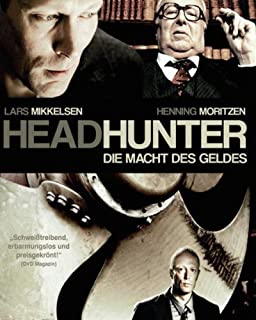 LARS MIKKELSEN HENNING MORITZEN
HEADHUNTER
DIE MACHT DES GELDES
„Schweißtreibend,
erbarmungslos und
preisgekrönt!“
(DVD Magazin)